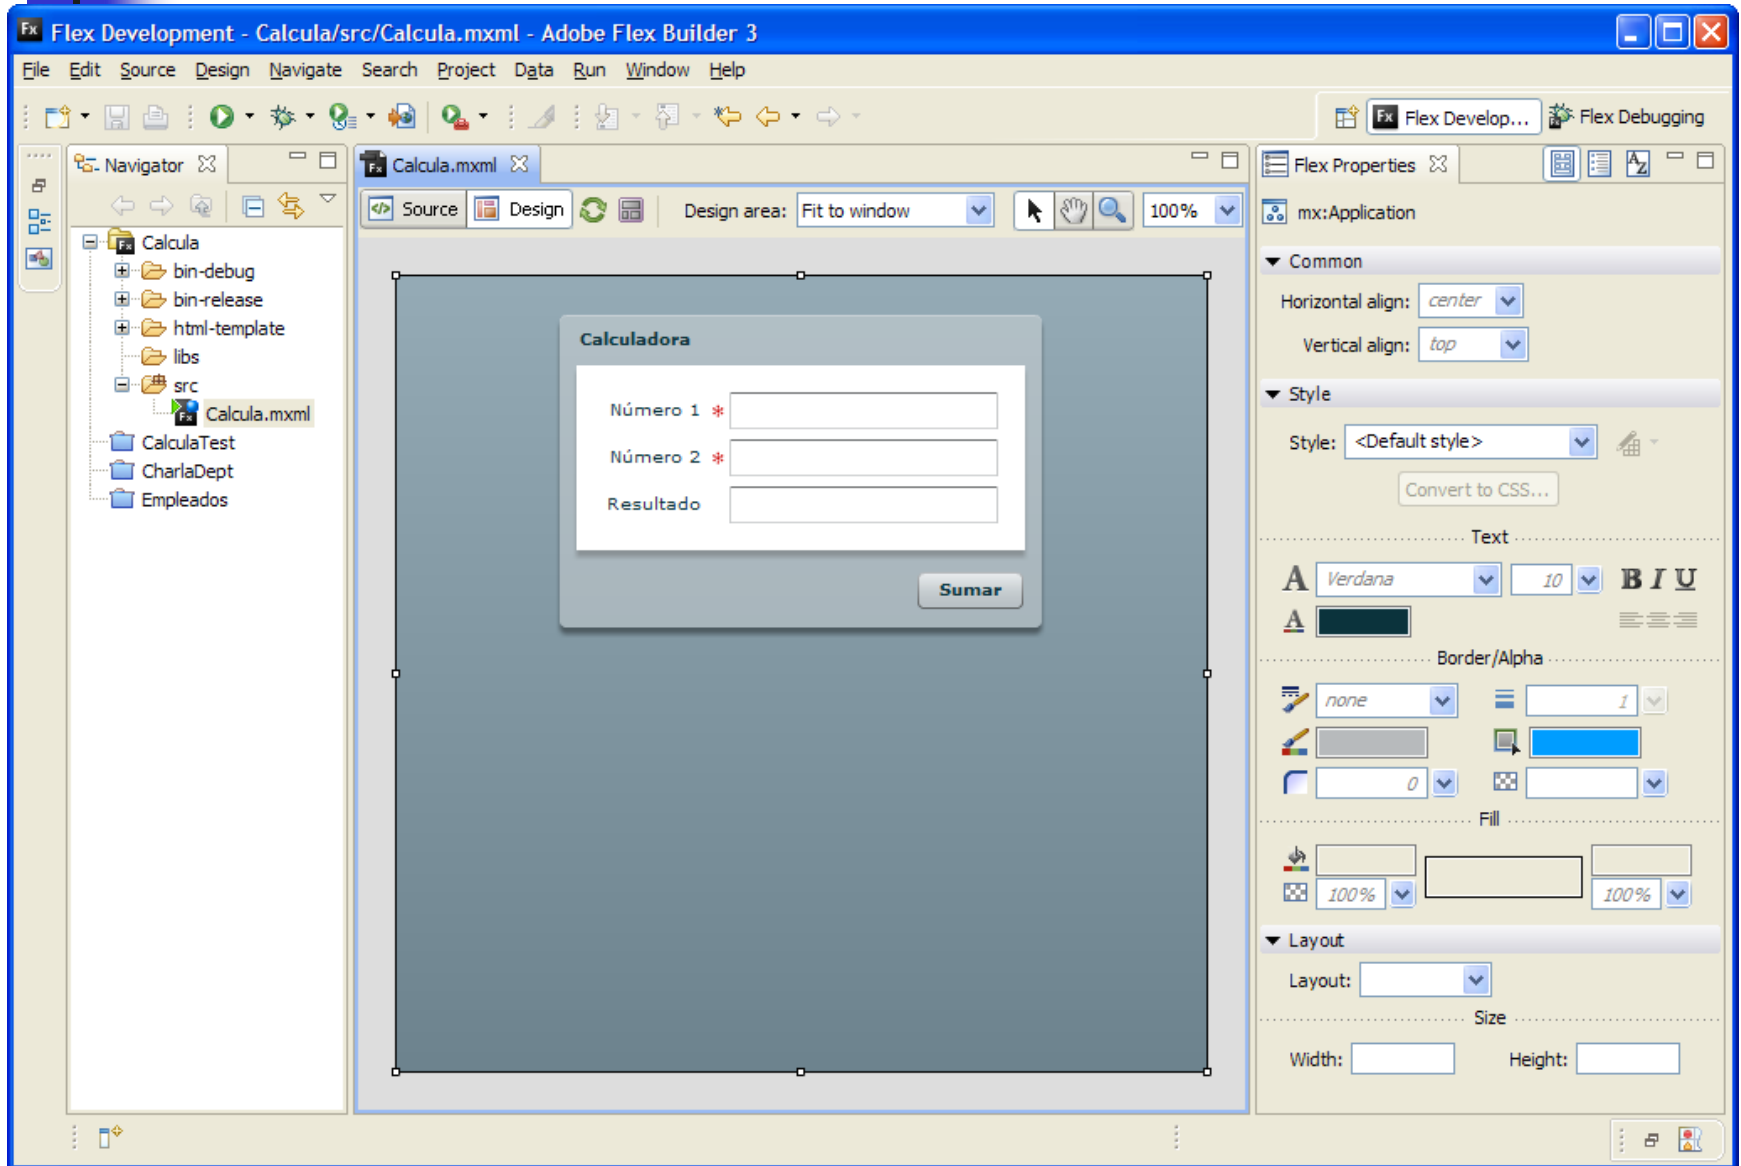 Flex Development - Calcula/src/Calcula.mxml - Adobe Flex Builder 3
File Edit Source Design Navigate Search Project Data Run Window Help
Flex Develop... Flex Debugging
Navigator
Calcula
bin-debug
bin-release
html-template
libs
src
Calcula.mxml
CalculaTest
CharlaDept
Empleados
Calcula.mxml
Source Design Design area: Fit to window 100%
Calculadora
Número 1 *
Número 2 *
Resultado
Sumar
Flex Properties
mx:Application
Common
Horizontal align: center
Vertical align: top
Style
Style: <Default style>
Convert to CSS...
Text
Verdana 10 B I U
Border/Alpha
none 1
0
Fill
100% 100%
Layout
Layout:
Size
Width: Height: